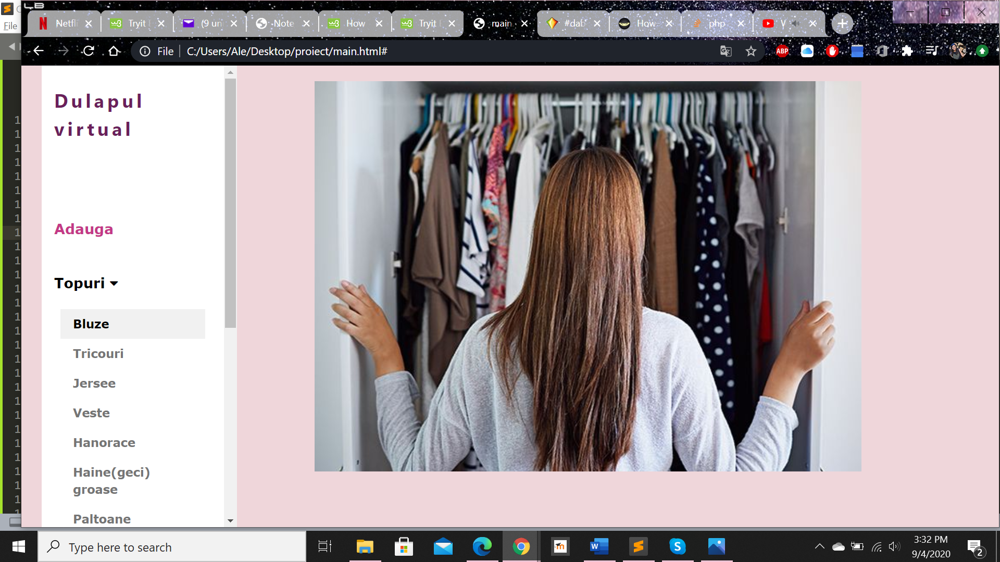 File
Netfli
Tryit
(9 un
Note
How
Tryit
main
#dab
How
php
V
File
C:/Users/Ale/Desktop/proiect/main.html#
ABP
Dulapul
virtual
Adauga
Topuri
Bluze
Tricouri
Jersee
Veste
Hanorace
Haine(geci)
groase
Paltoane
Type here to search
3:32 PM
9/4/2020
2